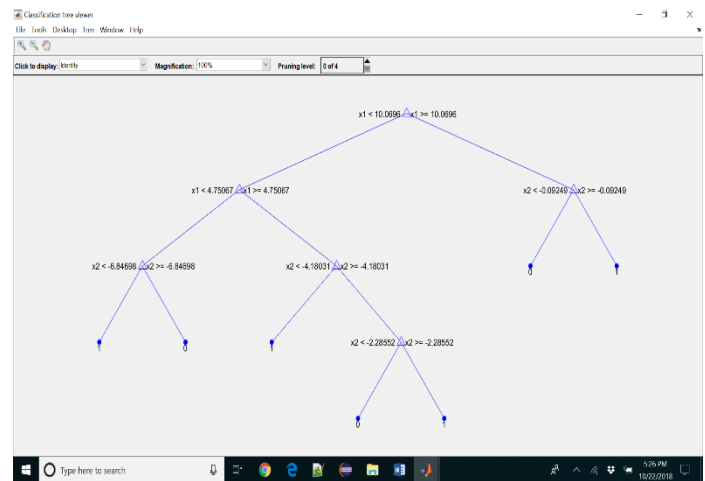 Classification tree viewer
File Tools Desktop Tree Window Help
Click to display: Identity Magnification: 100% Pruning level: 0 of 4
x1 < 10.0696 x1 >= 10.0696
x1 < 4.75067 x1 >= 4.75067 x2 < -0.09249 x2 >= -0.09249
x2 < -6.84698 x2 >= -6.84698 x2 < -4.18031 x2 >= -4.18031 0 1
1 0 1 x2 < -2.28552 x2 >= -2.28552
0 1
Type here to search 5:26 PM
10/22/2018